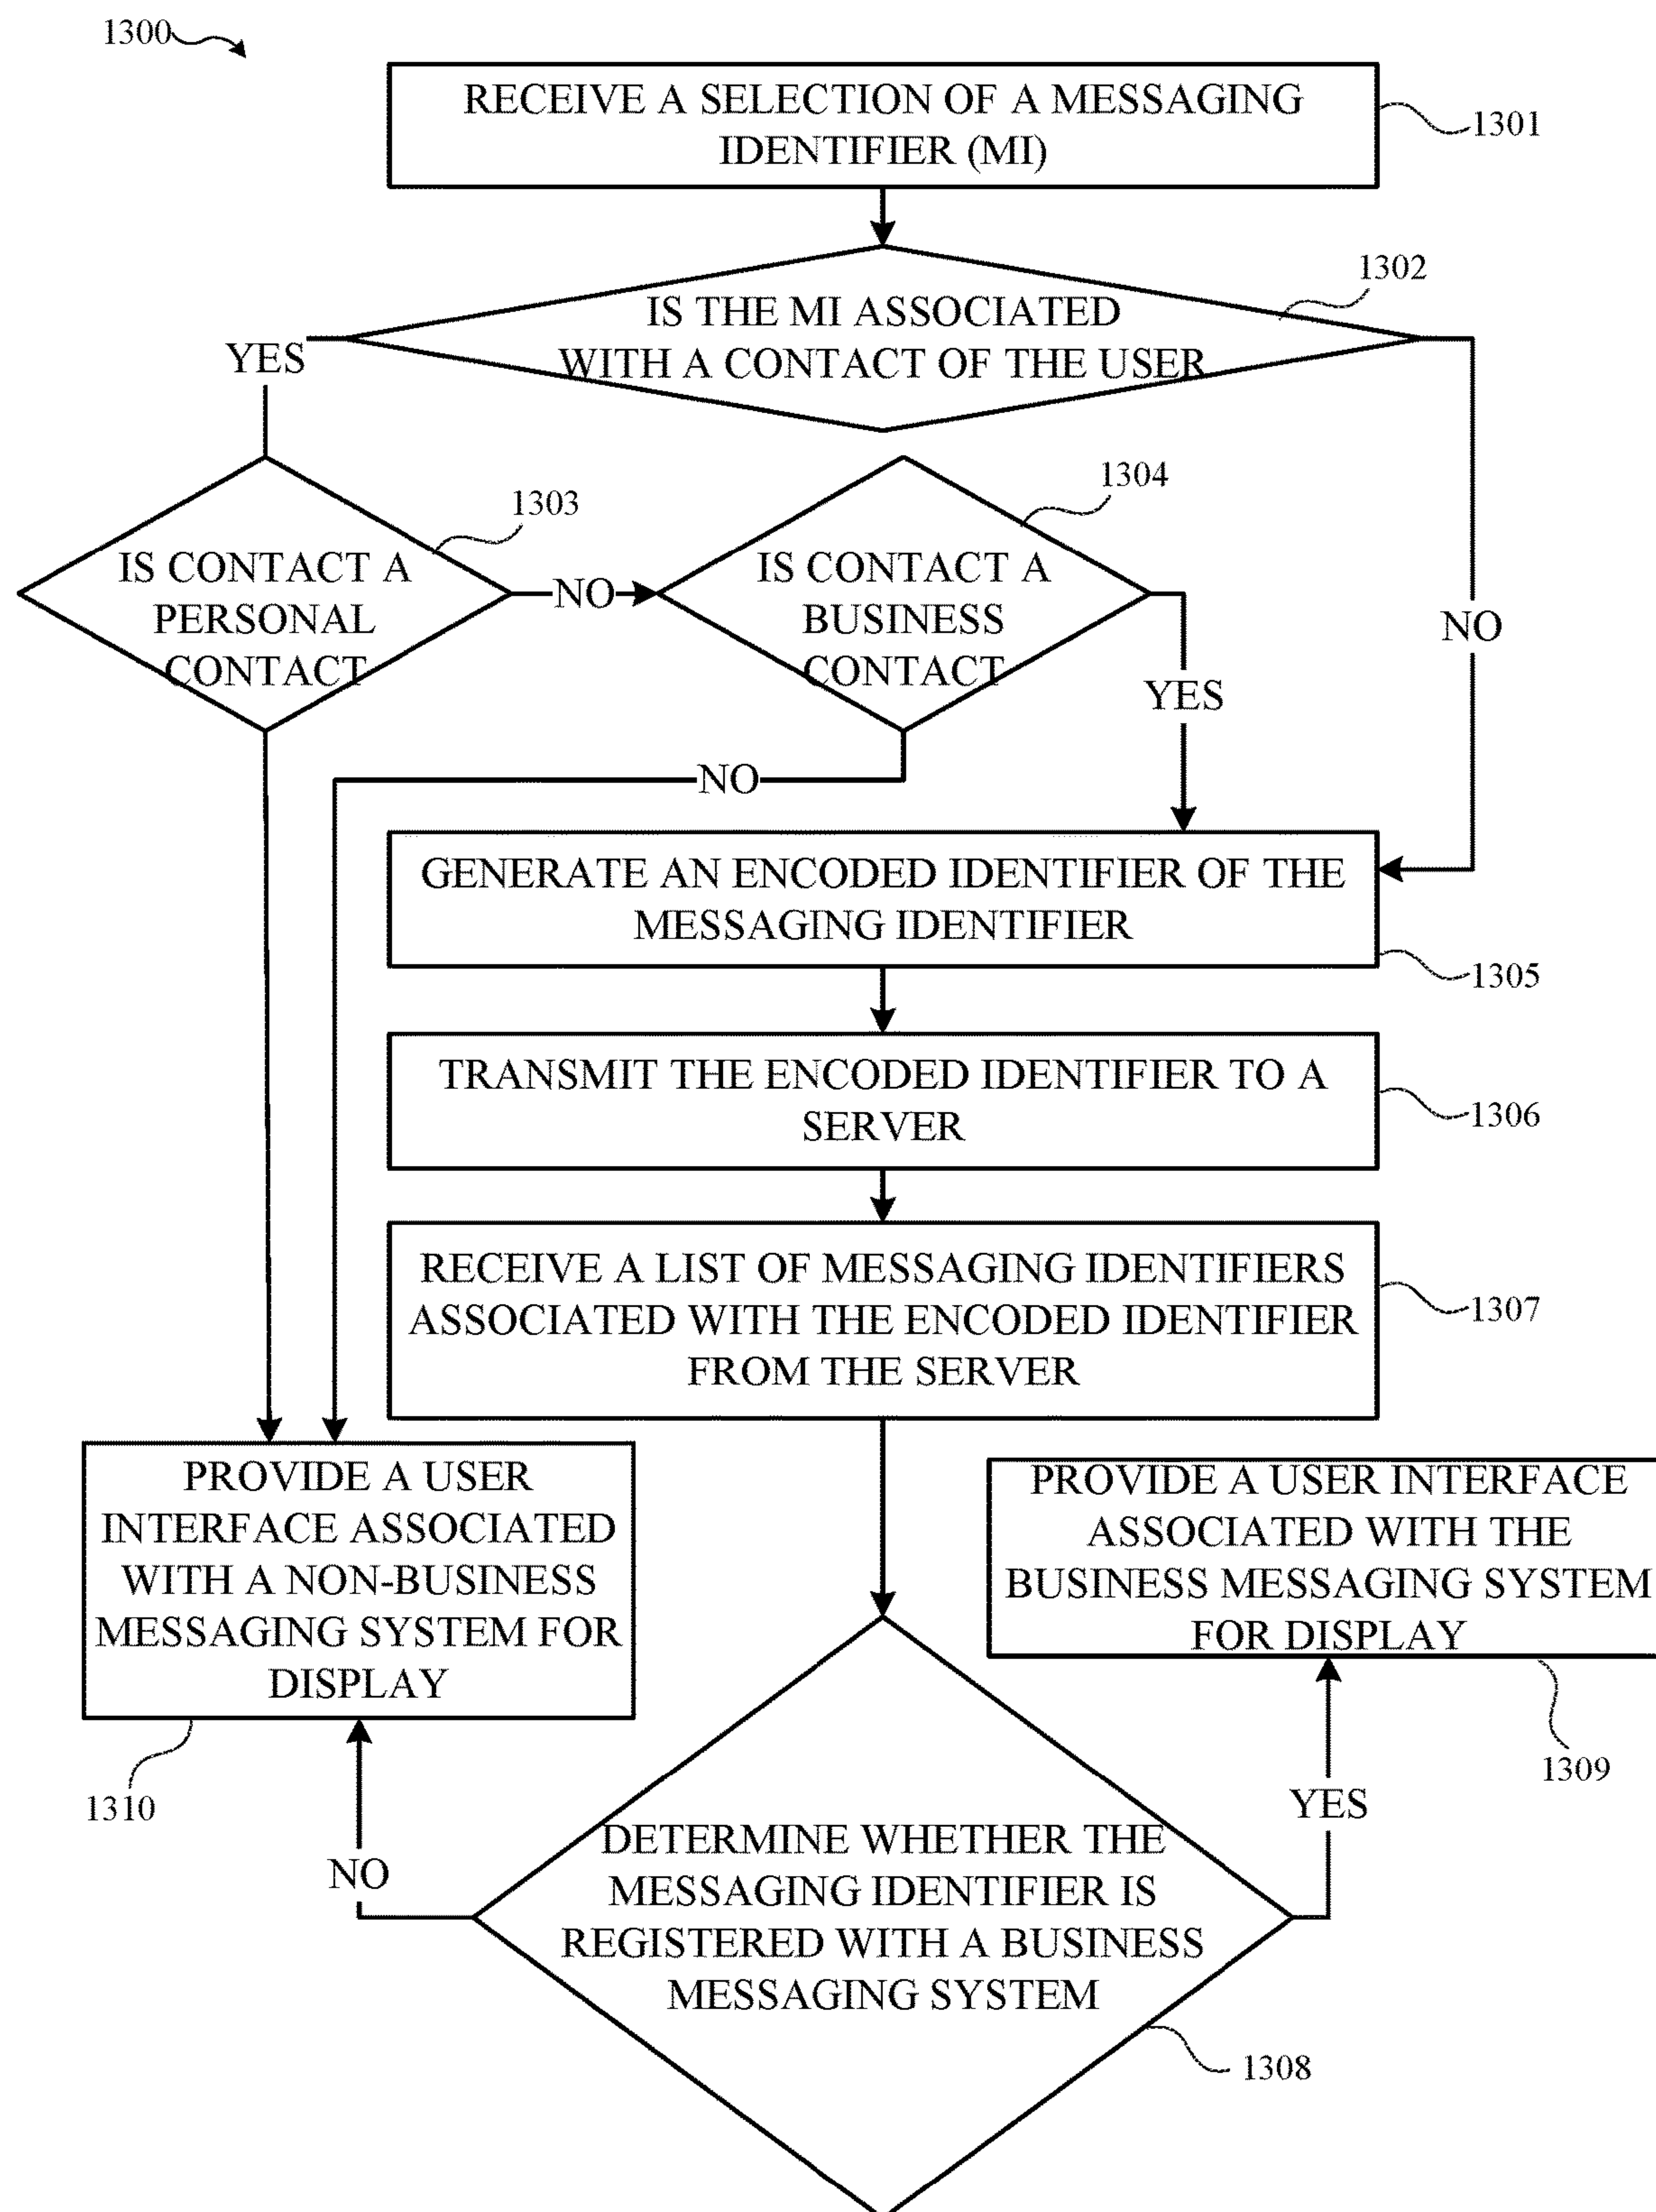 1300
RECEIVE A SELECTION OF A MESSAGING
IDENTIFIER (MI)
1301
1302
IS THE MI ASSOCIATED
WITH A CONTACT OF THE USER
YES
NO
1303
IS CONTACT A
PERSONAL
CONTACT
NO
1304
IS CONTACT A
BUSINESS
CONTACT
YES
NO
GENERATE AN ENCODED IDENTIFIER OF THE
MESSAGING IDENTIFIER
1305
TRANSMIT THE ENCODED IDENTIFIER TO A
SERVER
1306
RECEIVE A LIST OF MESSAGING IDENTIFIERS
ASSOCIATED WITH THE ENCODED IDENTIFIER
FROM THE SERVER
1307
PROVIDE A USER
INTERFACE ASSOCIATED
WITH A NON-BUSINESS
MESSAGING SYSTEM FOR
DISPLAY
1310
PROVIDE A USER INTERFACE
ASSOCIATED WITH THE
BUSINESS MESSAGING SYSTEM
FOR DISPLAY
1309
NO
YES
DETERMINE WHETHER THE
MESSAGING IDENTIFIER IS
REGISTERED WITH A BUSINESS
MESSAGING SYSTEM
1308